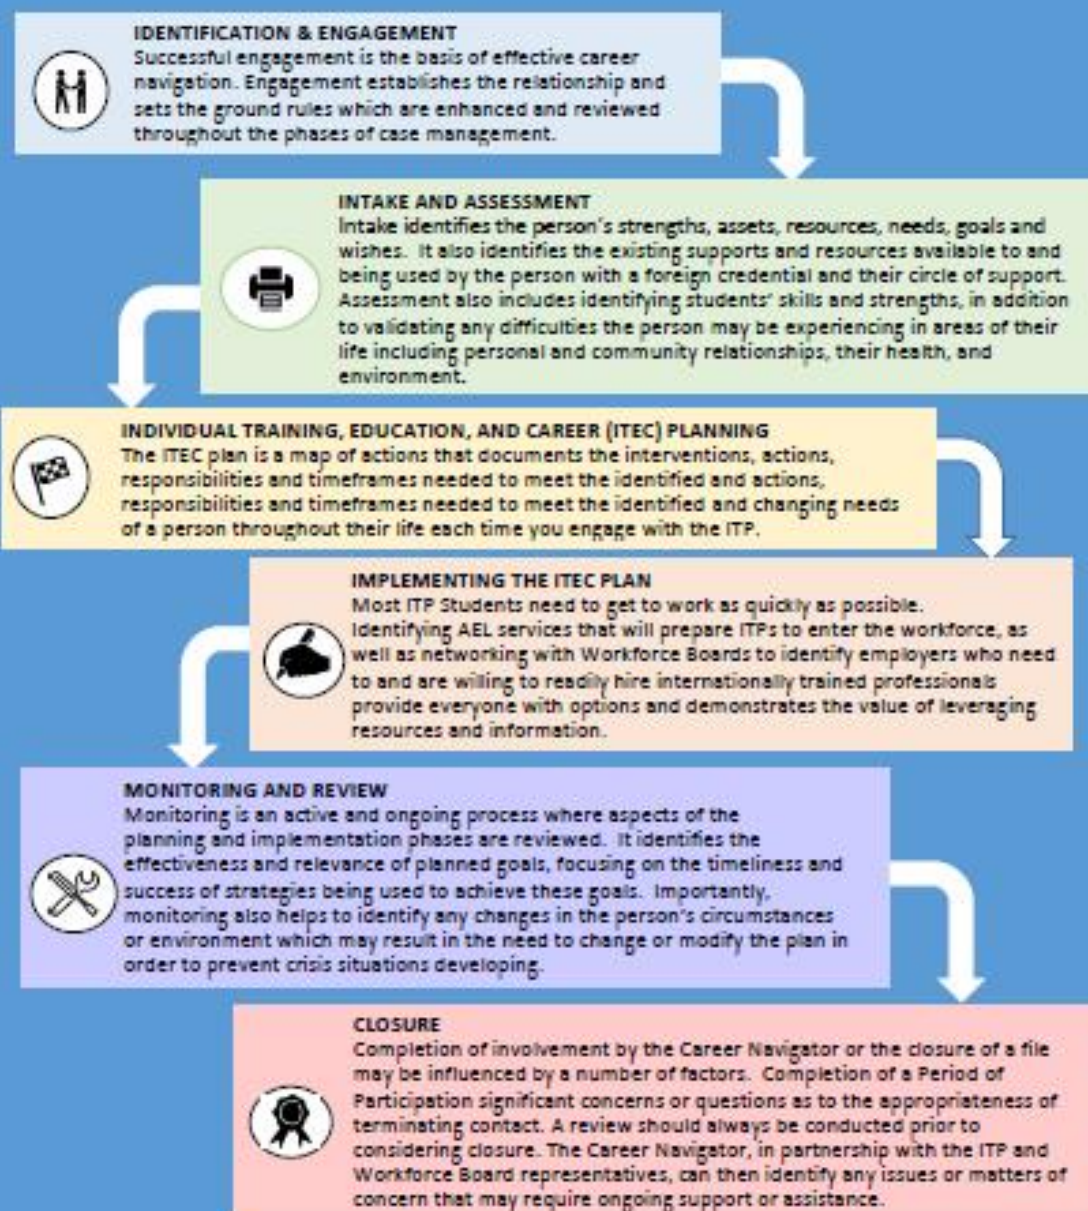 IDENTIFICATION & ENGAGEMENT
Successful engagement is the basis of effective career
navigation. Engagement establishes the relationship and
sets the ground rules which are enhanced and reviewed
throughout the phases of case management.
INTAKE AND ASSESSMENT
Intake identifies the person's strengths, assets, resources, needs, goals and
wishes. It also identifies the existing supports and resources available to and
being used by the person with a foreign credential and their circle of support.
Assessment also includes identifying students' skills and strengths, in addition
to validating any difficulties the person may be experiencing in areas of their
life including personal and community relationships, their health, and
environment.
INDIVIDUAL TRAINING, EDUCATION, AND CAREER (ITEC) PLANNING
The ITEC plan is a map of actions that documents the interventions, actions,
responsibilities and timeframes needed to meet the identified and actions,
responsibilities and timeframes needed to meet the identified and changing needs
of a person throughout their life each time you engage with the ITP.
IMPLEMENTING THE ITEC PLAN
Most ITP Students need to get to work as quickly as possible.
Identifying AEL services that will prepare ITPs to enter the workforce, as
well as networking with Workforce Boards to identify employers who need
to and are willing to readily hire internationally trained professionals
provide everyone with options and demonstrates the value of leveraging
resources and information.
MONITORING AND REVIEW
Monitoring is an active and ongoing process where aspects of the
planning and implementation phases are reviewed. It identifies the
effectiveness and relevance of planned goals, focusing on the timeliness and
success of strategies being used to achieve these goals. Importantly,
monitoring also helps to identify any changes in the person's circumstances
or environment which may result in the need to change or modify the plan in
order to prevent crisis situations developing.
CLOSURE
Completion of involvement by the Career Navigator or the closure of a file
may be influenced by a number of factors. Completion of a Period of
Participation significant concerns or questions as to the appropriateness of
terminating contact. A review should always be conducted prior to
considering closure. The Career Navigator, in partnership with the ITP and
Workforce Board representatives, can then identify any issues or matters of
concern that may require ongoing support or assistance.